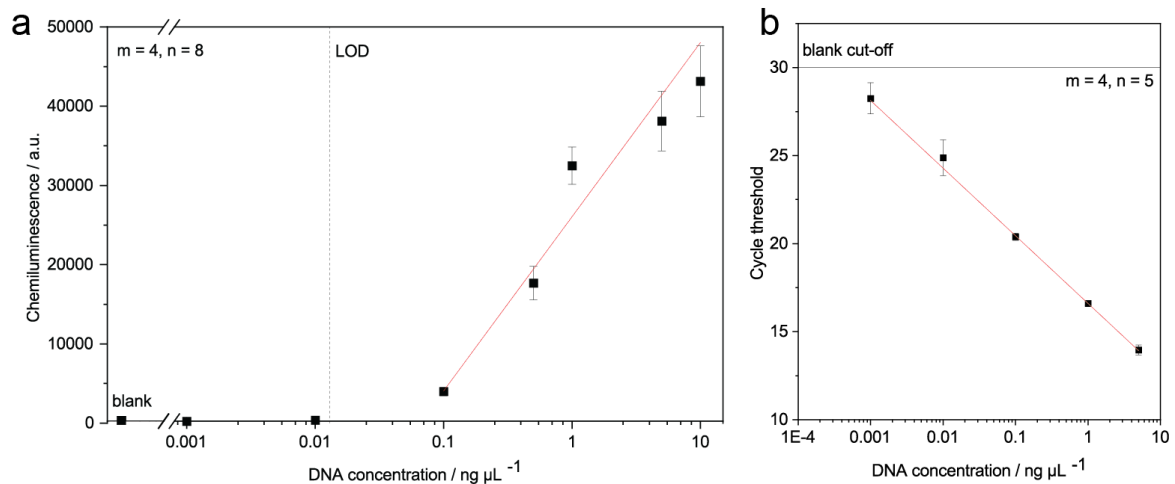 a
50000
40000
30000
20000
10000
0
Chemiluminescence / a.u.
m = 4, n = 8
LOD
blank
0.001
0.01
0.1
1
10
DNA concentration / ng µL -1
b
blank cut-off
m = 4, n = 5
30
25
20
15
10
Cycle threshold
1E-4
0.001
0.01
0.1
1
10
DNA concentration / ng µL -1